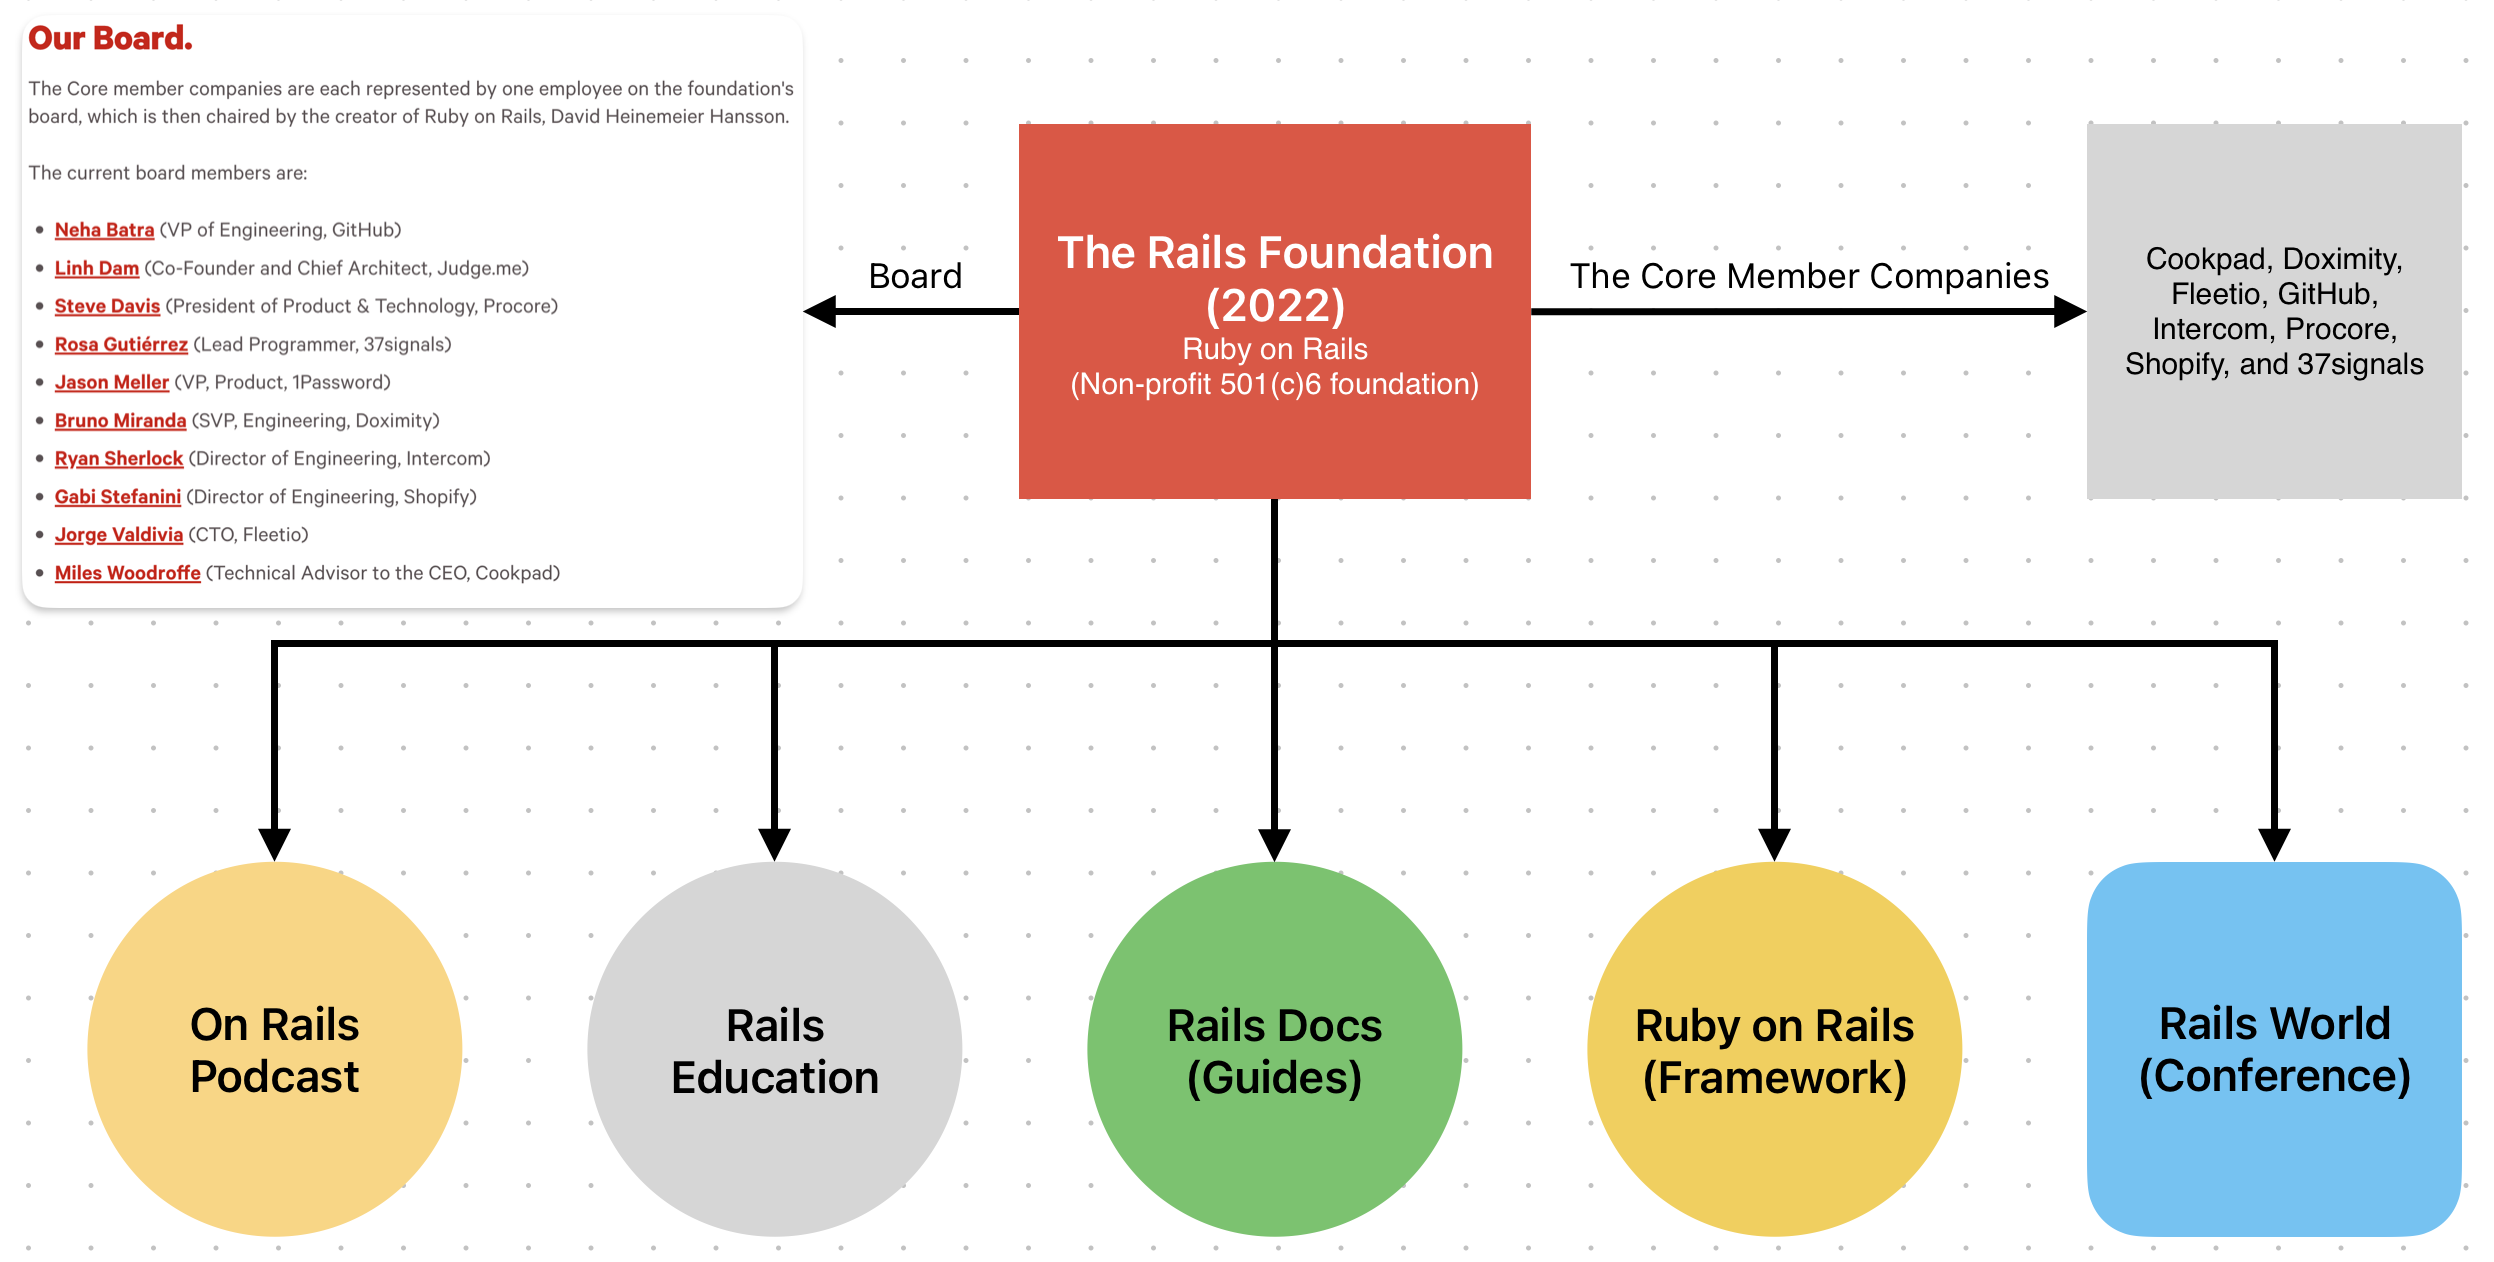 Our Board.
The Core member companies are each represented by one employee on the foundation's
board, which is then chaired by the creator of Ruby on Rails, David Heinemeier Hansson.
The current board members are:
• Neha Batra (VP of Engineering, GitHub)
• Linh Dam (Co-Founder and Chief Architect, Judge.me)
• Steve Davis (President of Product & Technology, Procore)
• Rosa Gutiérrez (Lead Programmer, 37signals)
• Jason Meller (VP, Product, 1Password)
• Bruno Miranda (SVP, Engineering, Doximity)
• Ryan Sherlock (Director of Engineering, Intercom)
• Gabi Stefanini (Director of Engineering, Shopify)
• Jorge Valdivia (CTO, Fleetio)
• Miles Woodroffe (Technical Advisor to the CEO, Cookpad)
Board
The Rails Foundation
(2022)
Ruby on Rails
(Non-profit 501(c)6 foundation)
The Core Member Companies
Cookpad, Doximity,
Fleetio, GitHub,
Intercom, Procore,
Shopify, and 37signals
On Rails
Podcast
Rails
Education
Rails Docs
(Guides)
Ruby on Rails
(Framework)
Rails World
(Conference)